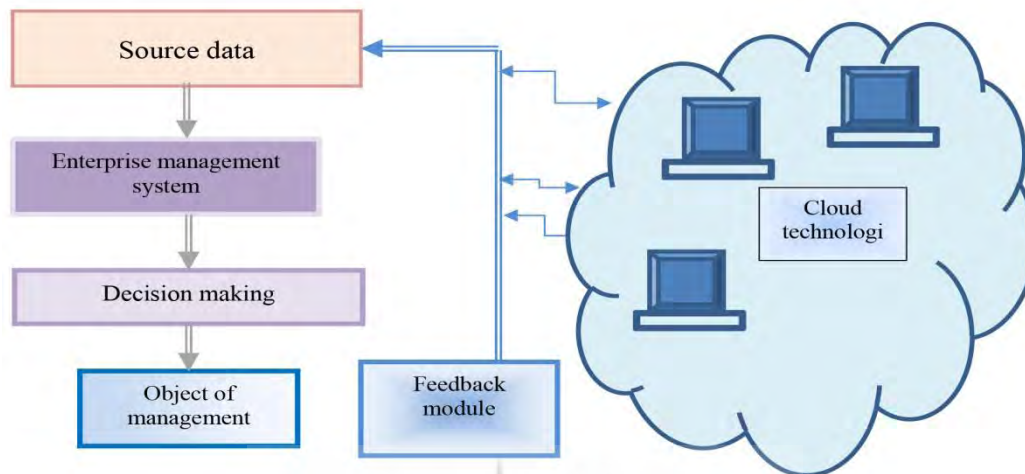 Source data
Enterprise management
system
Decision making
Object of
management
Feedback
module
Cloud
technologi